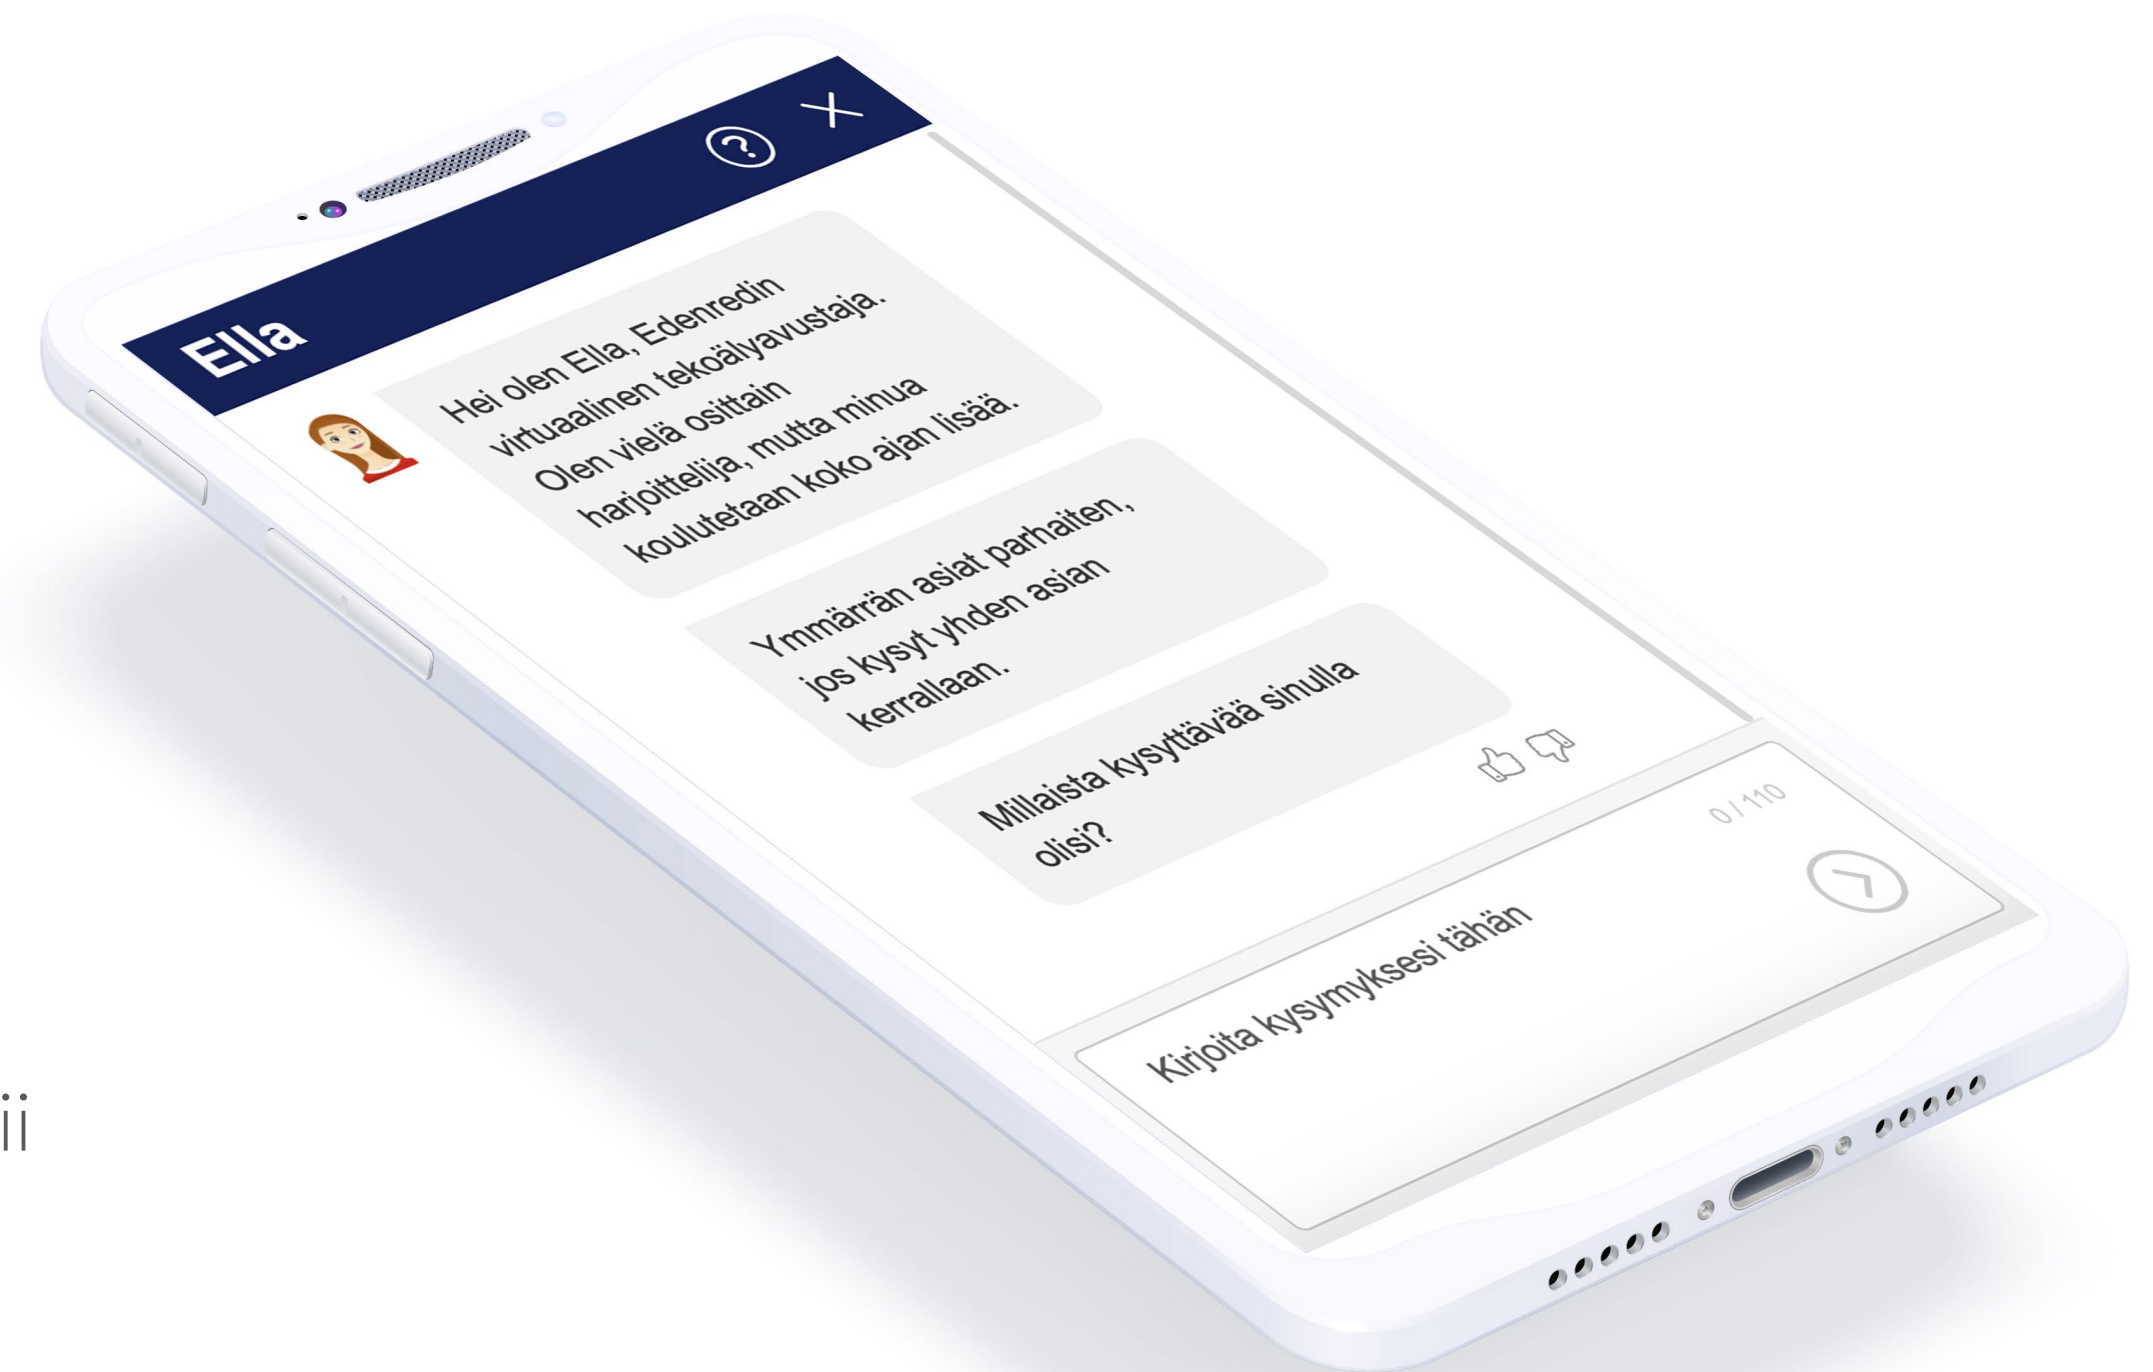 Ella
?
Hei olen Ella, Edenredin
virtuaalinen tekoälyavustaja.
Olen vielä osittain
harjoittelija, mutta minua
koulutetaan koko ajan lisää.
Ymmärrän asiat parhaiten,
jos kysyt yhden asian
kerrallaan.
Millaista kysyttävää sinulla
olisi?
0 / 110
Kirjoita kysymyksesi tähän
ii